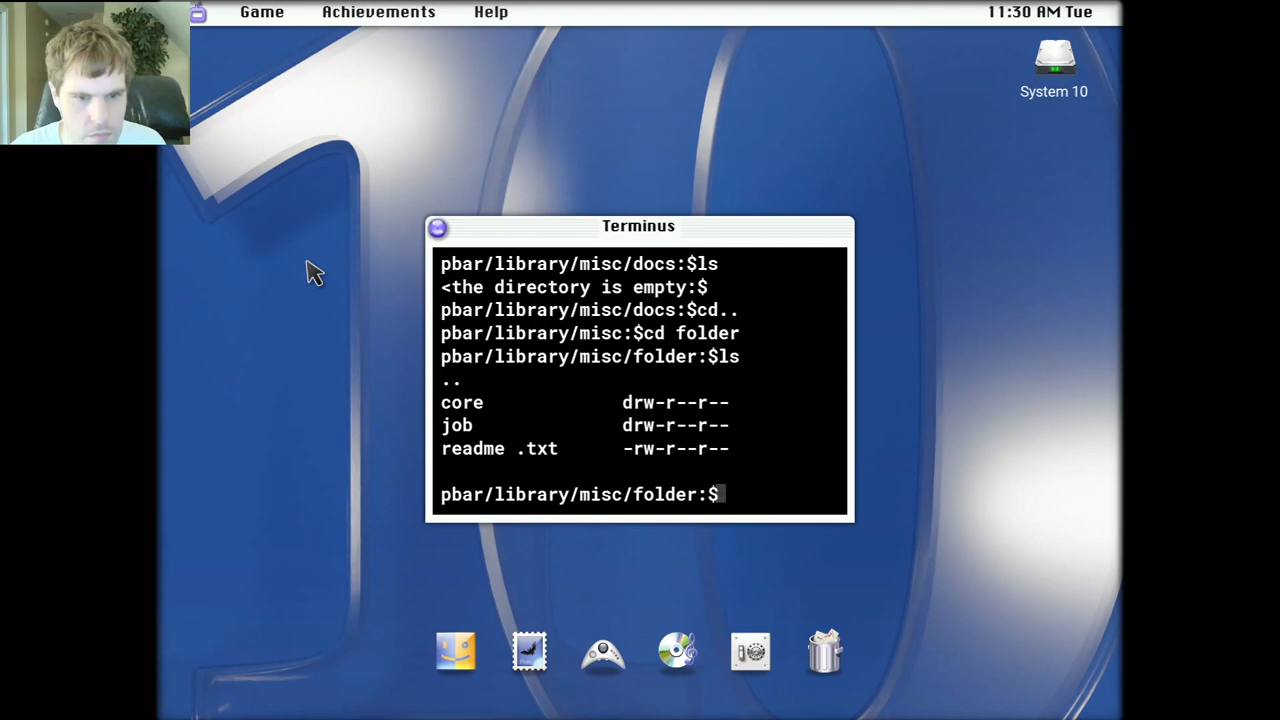 Game Achievements Help 11:30 AM Tue
System 10
Terminus
pbar/library/misc/docs:$ls
<the directory is empty:$
pbar/library/misc/docs:$cd..
pbar/library/misc:$cd folder
pbar/library/misc/folder:$ls
..
core drw-r--r--
job drw-r--r--
readme .txt -rw-r--r--
pbar/library/misc/folder:$